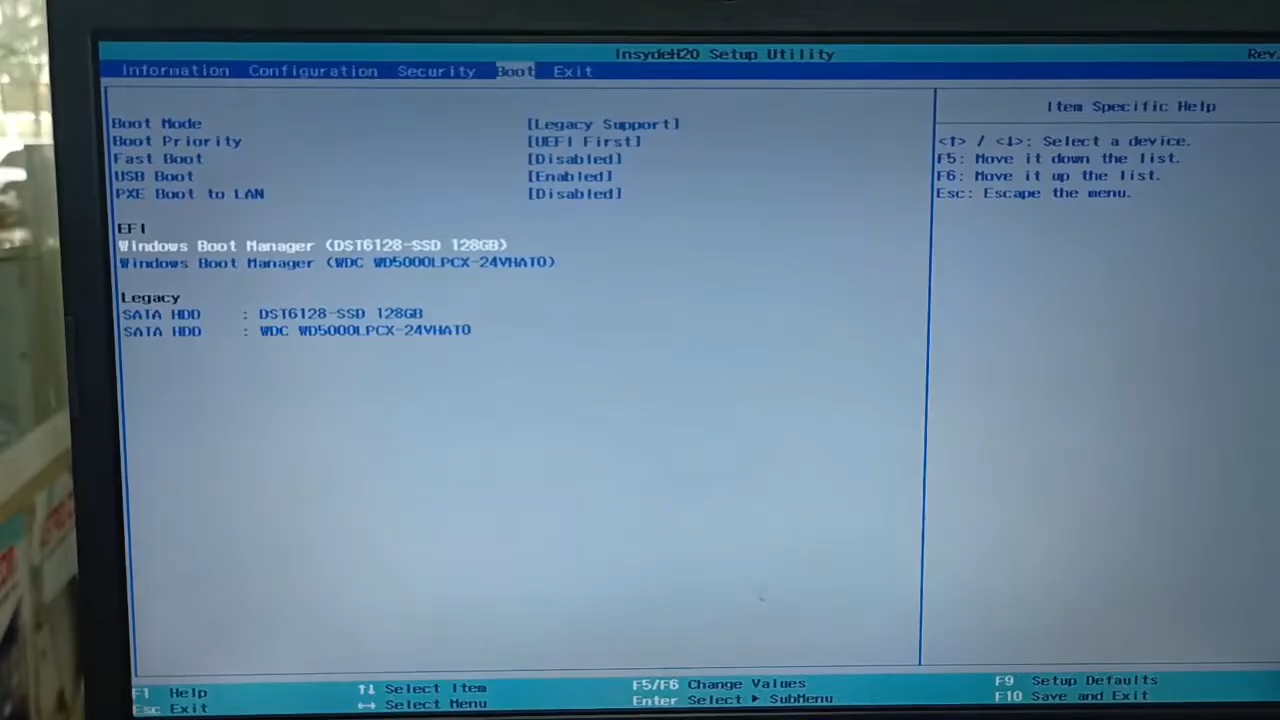 InsydeH20 Setup Utility Rev.
Information Configuration Security Boot Exit
Boot Mode [Legacy Support]
Boot Priority [UEFI First]
Fast Boot [Disabled]
USB Boot [Enabled]
PXE Boot to LAN [Disabled]
EFI
Windows Boot Manager (DST6128-SSD 128GB)
Windows Boot Manager (WDC WD5000LPCX-24VHAT0)
Legacy
SATA HDD : DST6128-SSD 128GB
SATA HDD : WDC WD5000LPCX-24VHAT0
Item Specific Help
<↑> / <↓>: Select a device.
F5: Move it down the list.
F6: Move it up the list.
Esc: Escape the menu.
F1 Help ↑↓ Select Item F5/F6 Change Values F9 Setup Defaults
Esc Exit ↔ Select Menu Enter Select ▶ SubMenu F10 Save and Exit